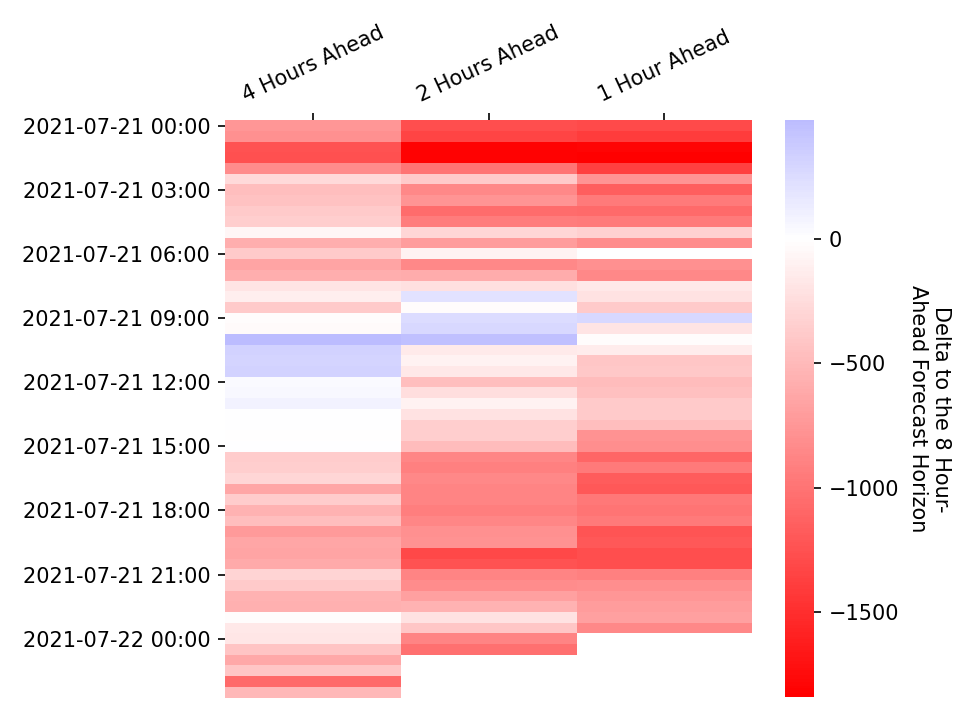 4 Hours Ahead
2 Hours Ahead
1 Hour Ahead
2021-07-21 00:00
2021-07-21 03:00
2021-07-21 06:00
2021-07-21 09:00
2021-07-21 12:00
2021-07-21 15:00
2021-07-21 18:00
2021-07-21 21:00
2021-07-22 00:00
0
−500
−1000
−1500
Delta to the 8 Hour-
Ahead Forecast Horizon